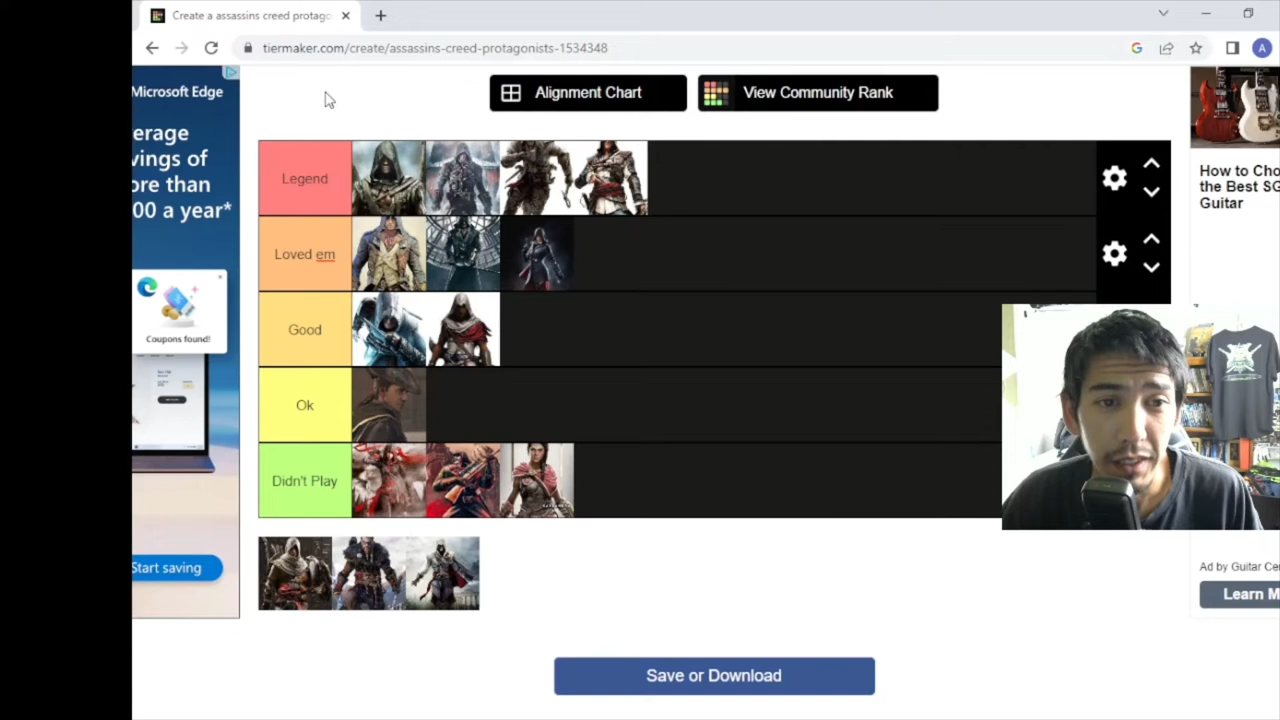 Create a assassins creed protago
tiermaker.com/create/assassins-creed-protagonists-1534348
A
Microsoft Edge
erage
vings of
ore than
00 a year*
Coupons found!
Start saving
Alignment Chart
View Community Rank
Legend
Loved em
Good
Ok
Didn't Play
Save or Download
How to Cho
the Best SG
Guitar
Ad by Guitar Ce
Learn M